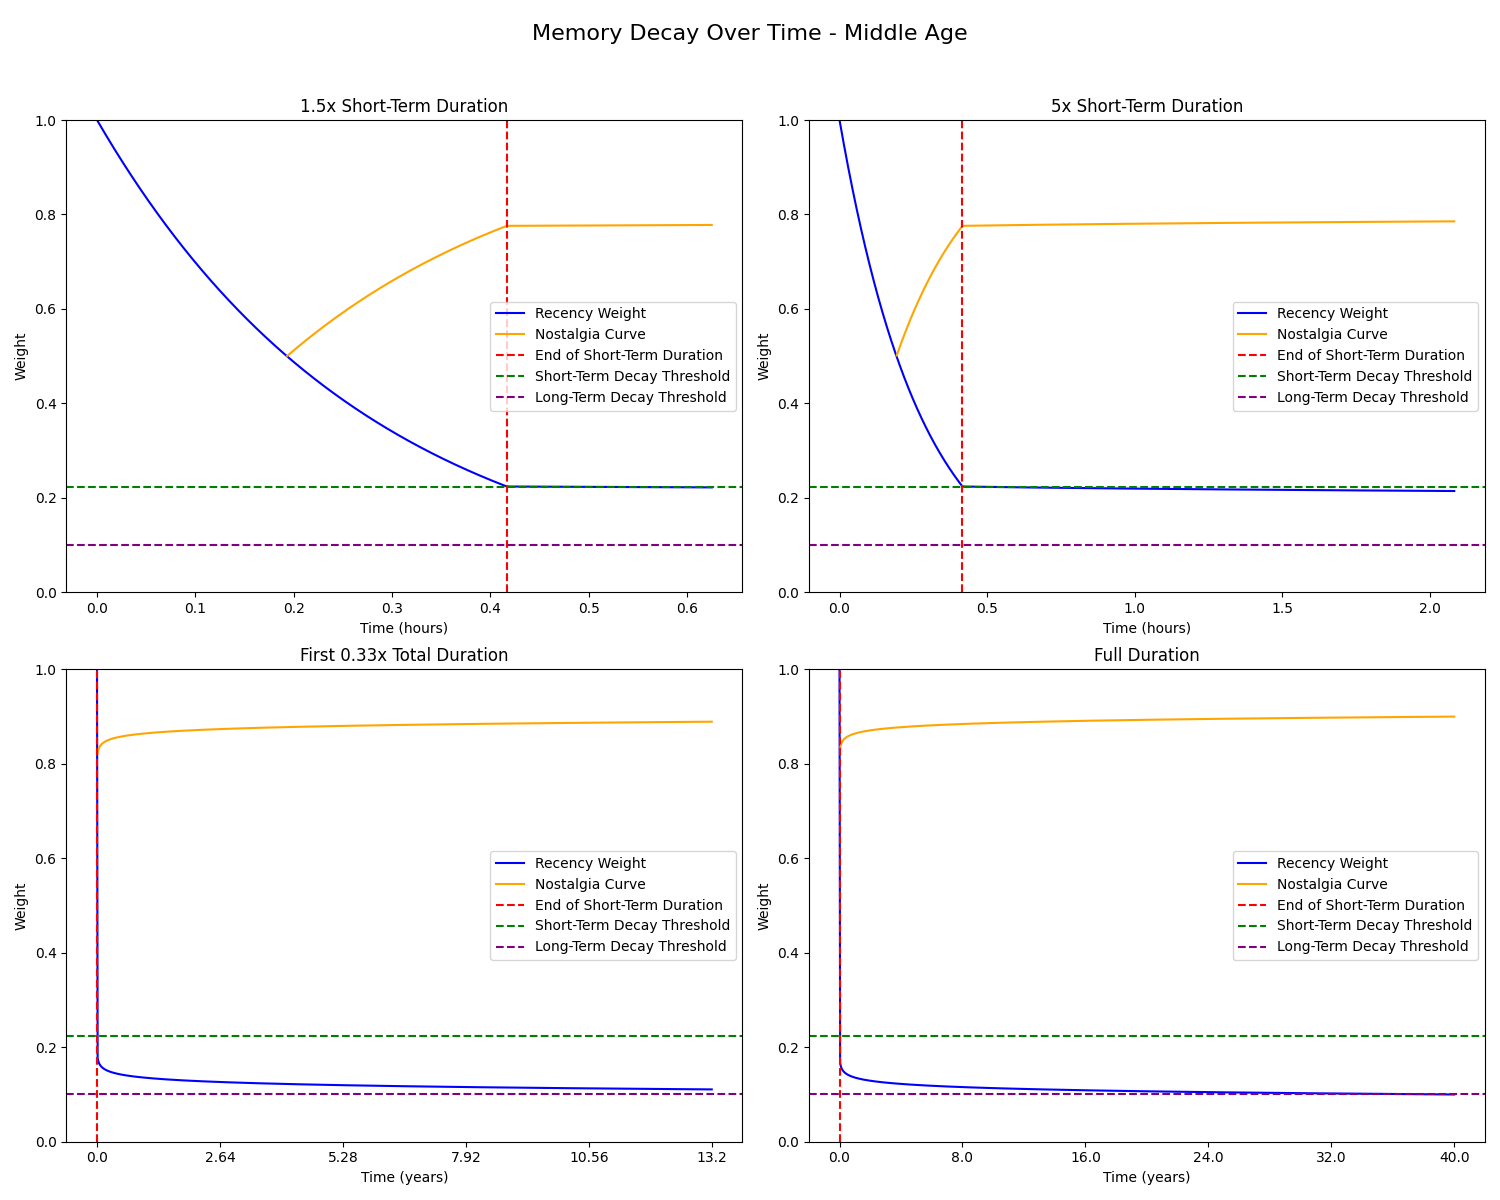 Memory Decay Over Time - Middle Age
1.5x Short-Term Duration
1.0
0.8
0.6
0.4
0.2
0.0
Weight
Recency Weight
Nostalgia Curve
End of Short-Term Duration
Short-Term Decay Threshold
Long-Term Decay Threshold
0.0 0.1 0.2 0.3 0.4 0.5 0.6
Time (hours)
5x Short-Term Duration
1.0
0.8
0.6
0.4
0.2
0.0
Weight
Recency Weight
Nostalgia Curve
End of Short-Term Duration
Short-Term Decay Threshold
Long-Term Decay Threshold
0.0 0.5 1.0 1.5 2.0
Time (hours)
First 0.33x Total Duration
1.0
0.8
0.6
0.4
0.2
0.0
Weight
Recency Weight
Nostalgia Curve
End of Short-Term Duration
Short-Term Decay Threshold
Long-Term Decay Threshold
0.0 2.64 5.28 7.92 10.56 13.2
Time (years)
Full Duration
1.0
0.8
0.6
0.4
0.2
0.0
Weight
Recency Weight
Nostalgia Curve
End of Short-Term Duration
Short-Term Decay Threshold
Long-Term Decay Threshold
0.0 8.0 16.0 24.0 32.0 40.0
Time (years)